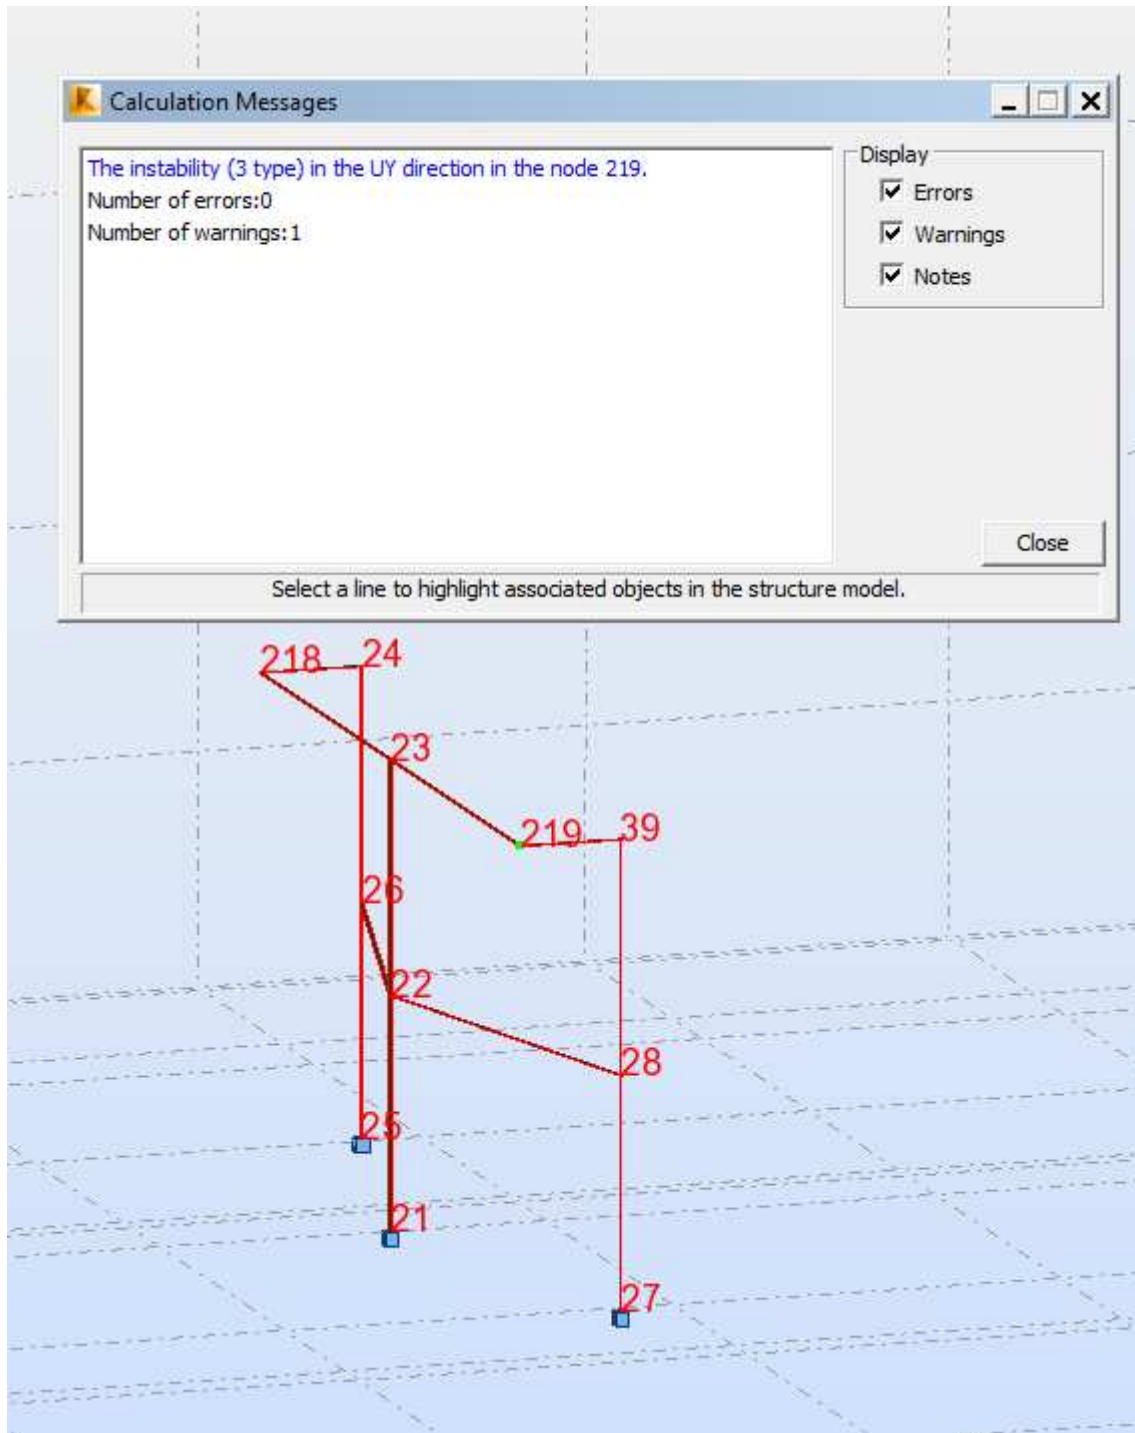 Calculation Messages
The instability (3 type) in the UY direction in the node 219.
Number of errors:0
Number of warnings:1
Display
Errors
Warnings
Notes
Close
Select a line to highlight associated objects in the structure model.
218 24
23
219 39
26
22
28
25
21
27